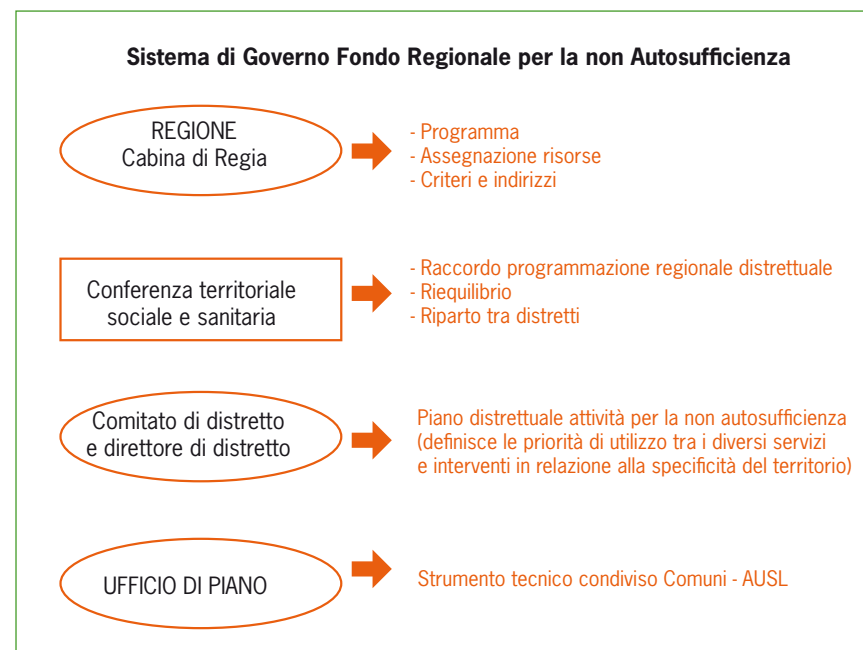 Sistema di Governo Fondo Regionale per la non Autosufficienza
REGIONE
Cabina di Regia
- Programma
- Assegnazione risorse
- Criteri e indirizzi
Conferenza territoriale
sociale e sanitaria
- Raccordo programmazione regionale distrettuale
- Riequilibrio
- Riparto tra distretti
Comitato di distretto
e direttore di distretto
Piano distrettuale attività per la non autosufficienza
(definisce le priorità di utilizzo tra i diversi servizi
e interventi in relazione alla specificità del territorio)
UFFICIO DI PIANO
Strumento tecnico condiviso Comuni - AUSL